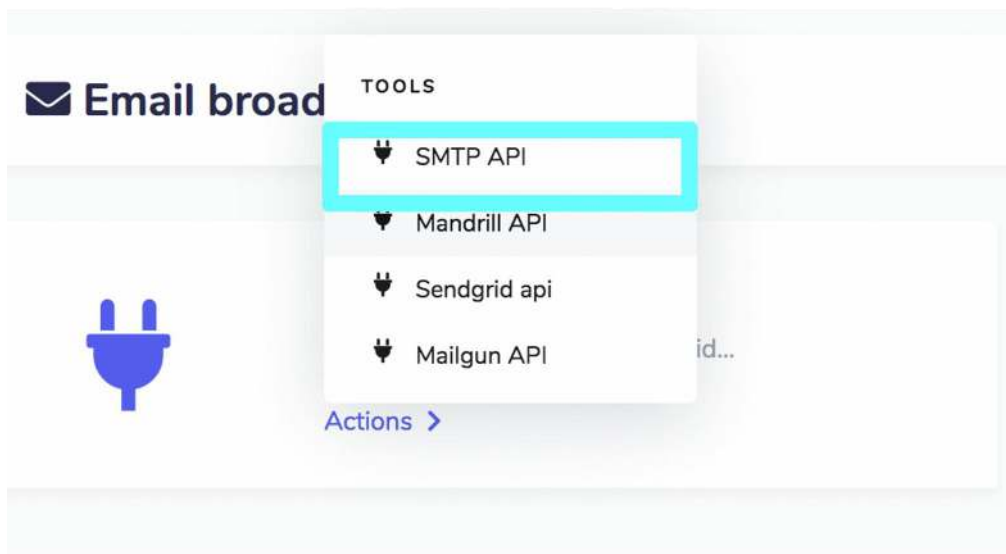 Email broad
TOOLS
SMTP API
Mandrill API
Sendgrid api
Mailgun API
id...
Actions